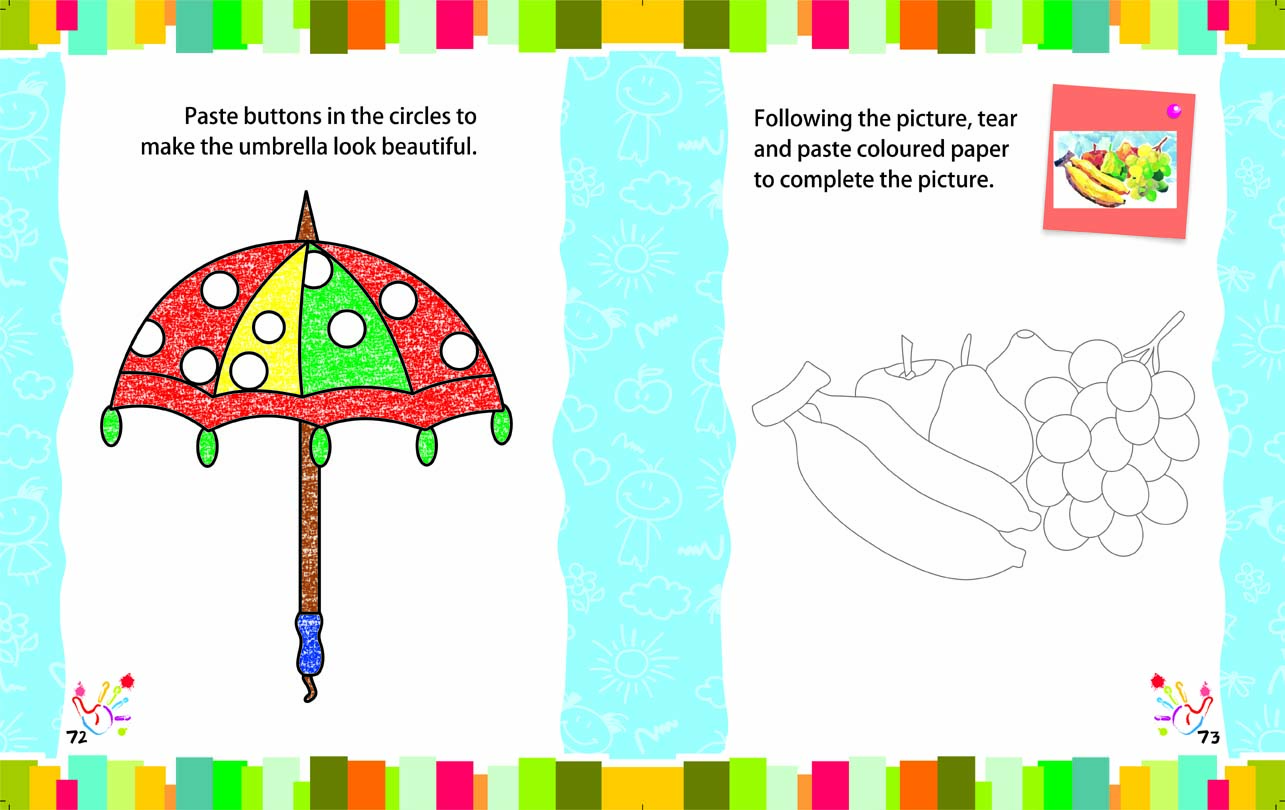 Paste buttons in the circles to
make the umbrella look beautiful.
72
Following the picture, tear
and paste coloured paper
to complete the picture.
73